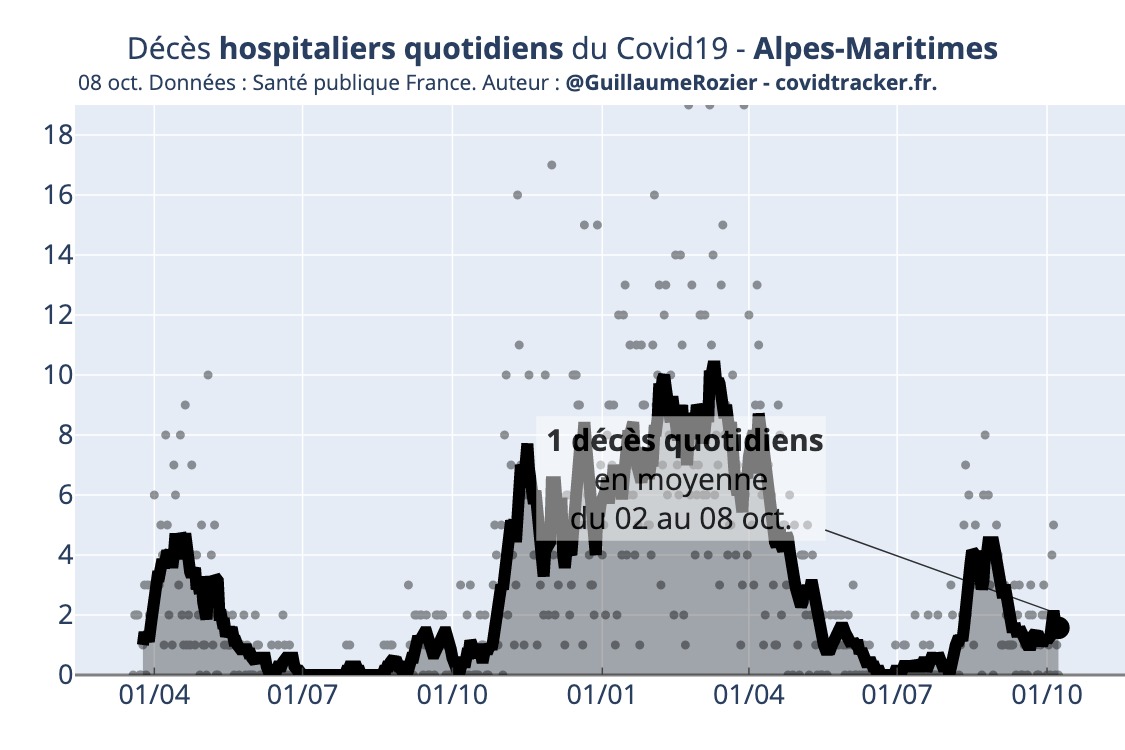 Décès hospitaliers quotidiens du Covid19 - Alpes-Maritimes
08 oct. Données : Santé publique France. Auteur : @GuillaumeRozier - covidtracker.fr.
18
16
14
12
10
8
6
4
2
0
1 décès quotidiens
en moyenne
du 02 au 08 oct.
01/04 01/07 01/10 01/01 01/04 01/07 01/10